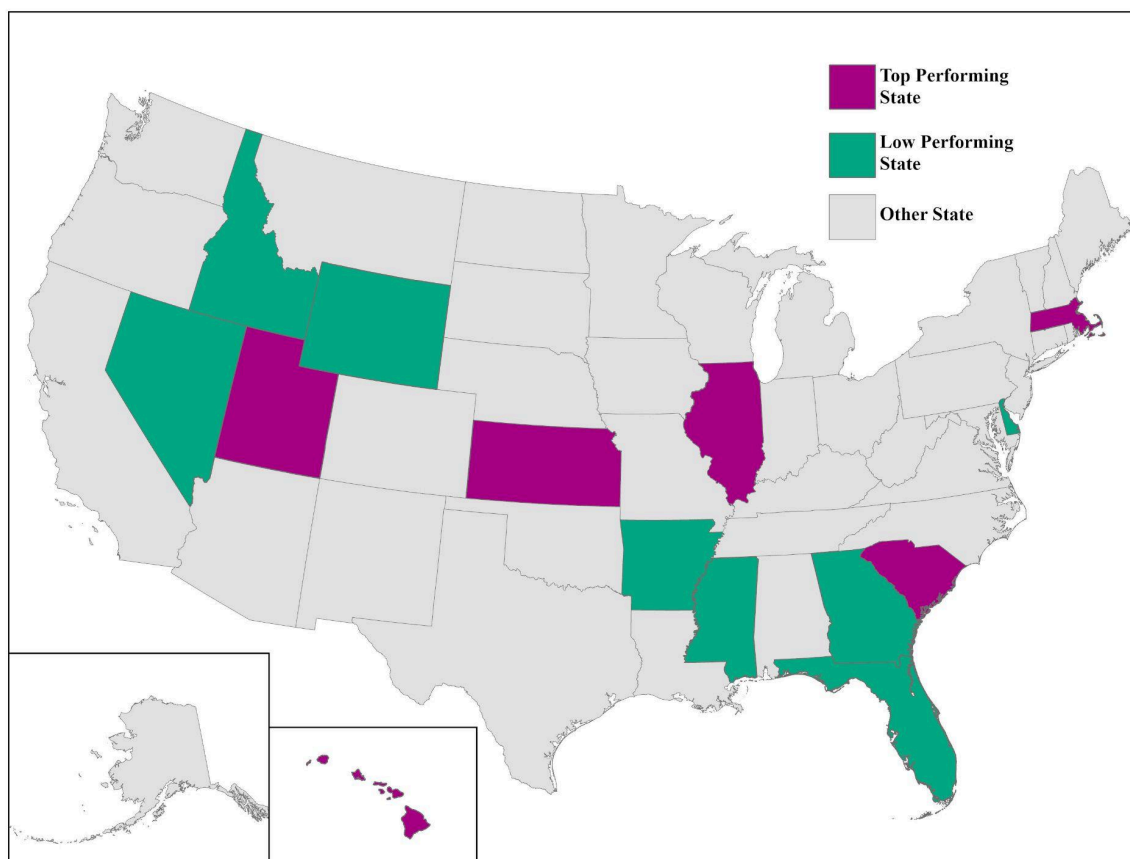 Top Performing
State
Low Performing
State
Other State